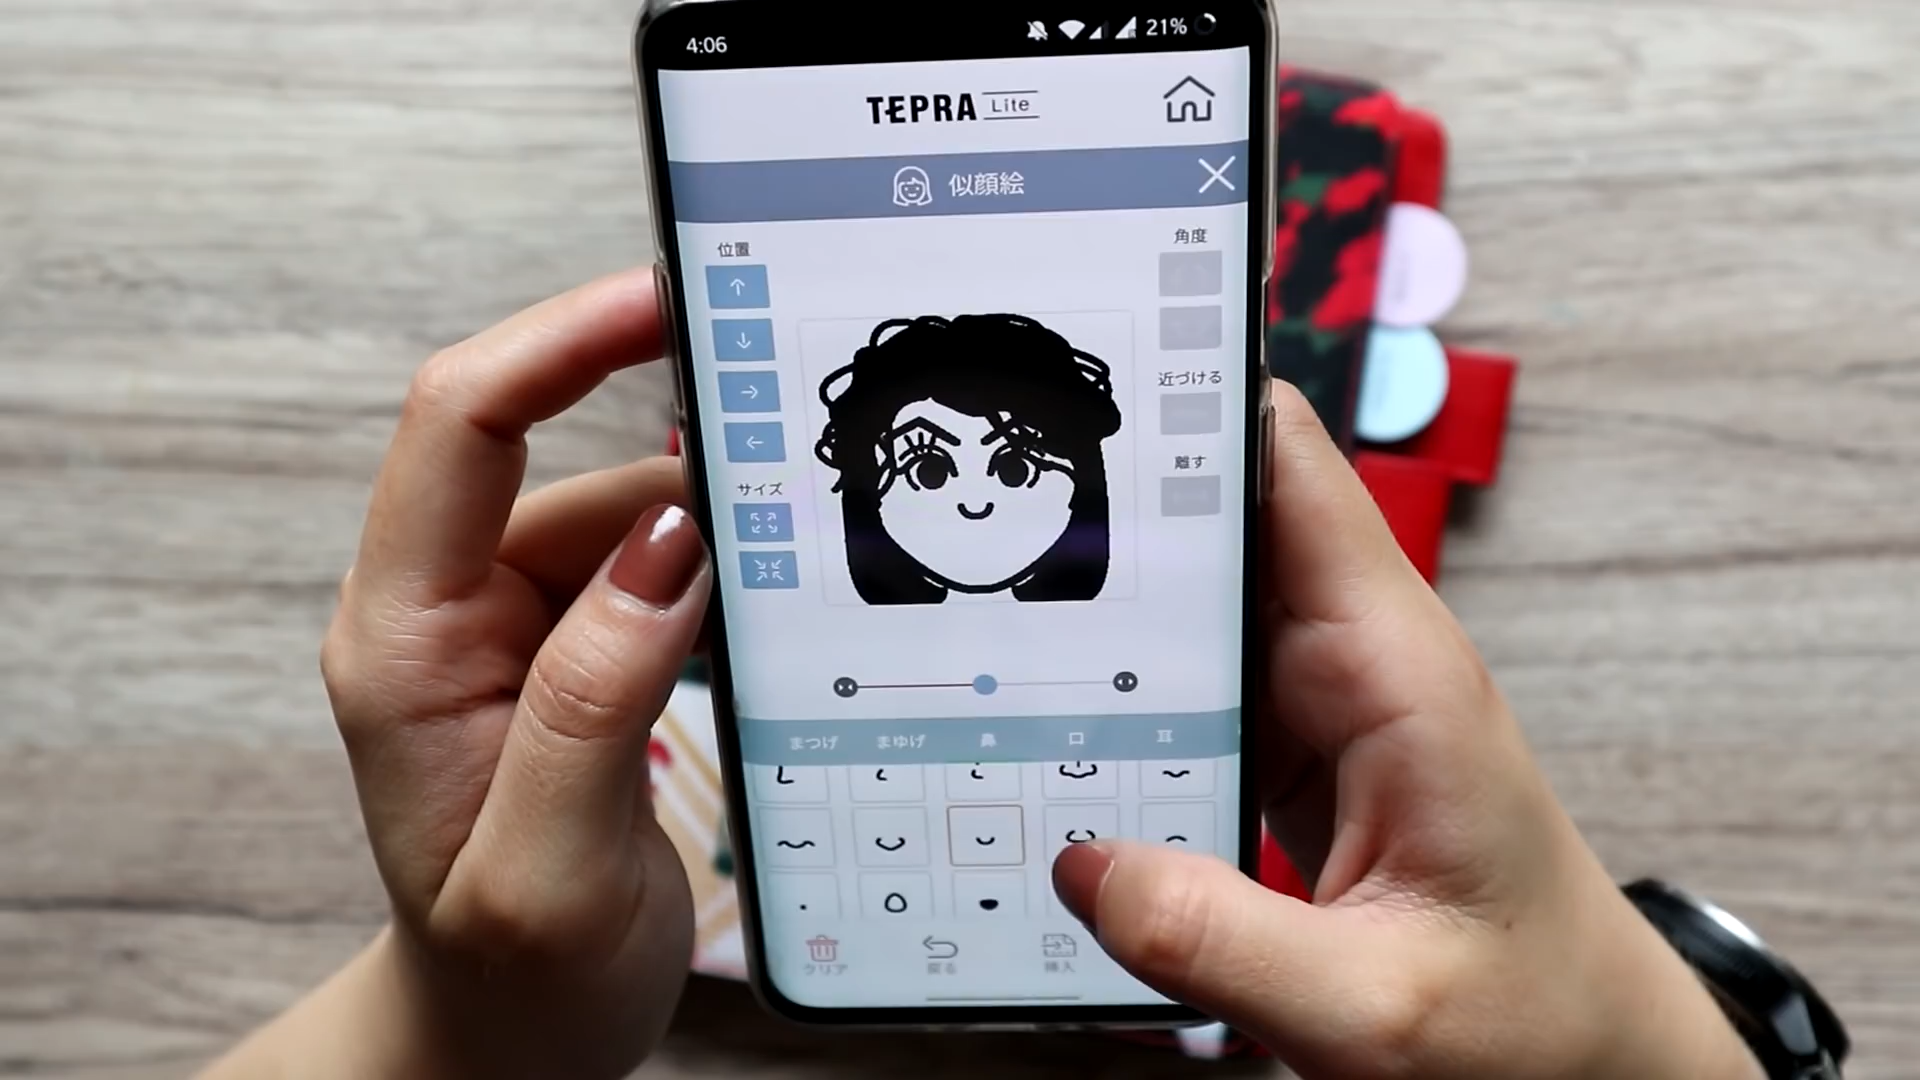 4:06
21%
TEPRA Lite
似顔絵
位置
角度
近づける
離す
サイズ
まつげ まゆげ 鼻 口 耳
クリア 戻る 挿入